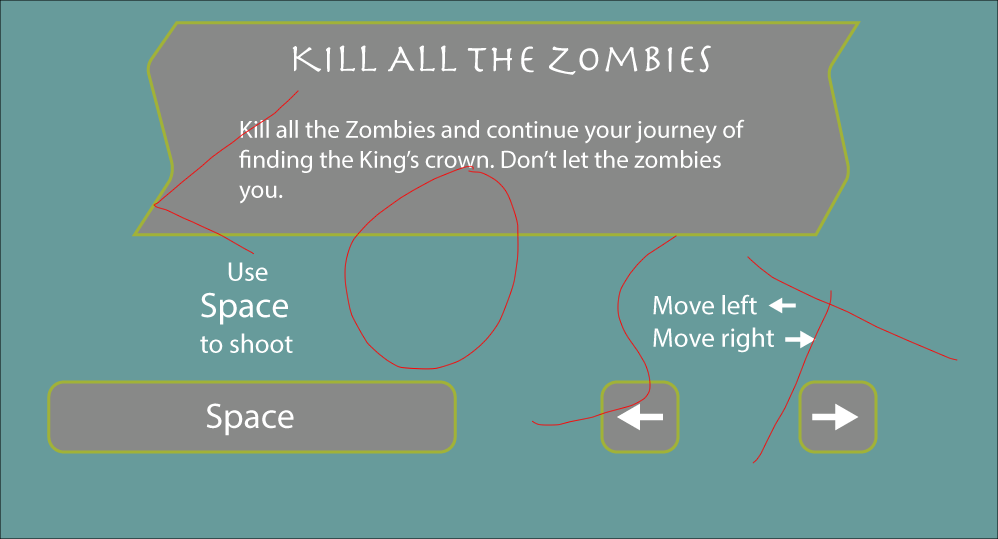 KILL ALL THE ZOMBIES
Kill all the Zombies and continue your journey of
finding the King's crown. Don't let the zombies
you.
Use
Space
to shoot
Move left
Move right
Space